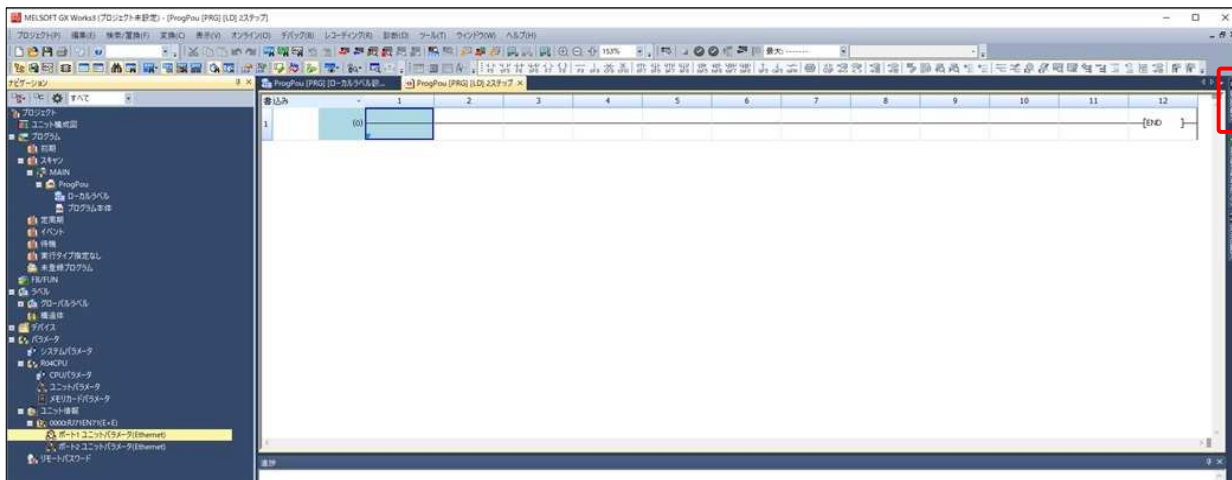 MELSOFT GX Works3 (プロジェクト未設定) - [ProgPou [PRG] [LD] 2ステップ]
プロジェクト(P) 編集(E) 検索/置換(F) 変換(C) 表示(V) オンライン(O) デバッグ(B) レコーディング(R) 診断(D) ツール(T) ウィンドウ(W) ヘルプ(H)
153%
最大:
ナビゲーション
ProgPou [PRG] [ローカルラベル設...
ProgPou [PRG] [LD] 2ステップ
すべて
書込み 1 2 3 4 5 6 7 8 9 10 11 12
1 (0) [END ]
プロジェクト
ユニット構成図
プログラム
初期
スキャン
MAIN
ProgPou
ローカルラベル
プログラム本体
定周期
イベント
待機
実行タイプ指定なし
未登録プログラム
FB/FUN
ラベル
グローバルラベル
構造体
デバイス
パラメータ
システムパラメータ
R04CPU
CPUパラメータ
ユニットパラメータ
メモリカードパラメータ
ユニット情報
0000:RJ71EN71(E+E)
ポート1 ユニットパラメータ(Ethernet)
ポート2 ユニットパラメータ(Ethernet)
リモートパスワード
進捗